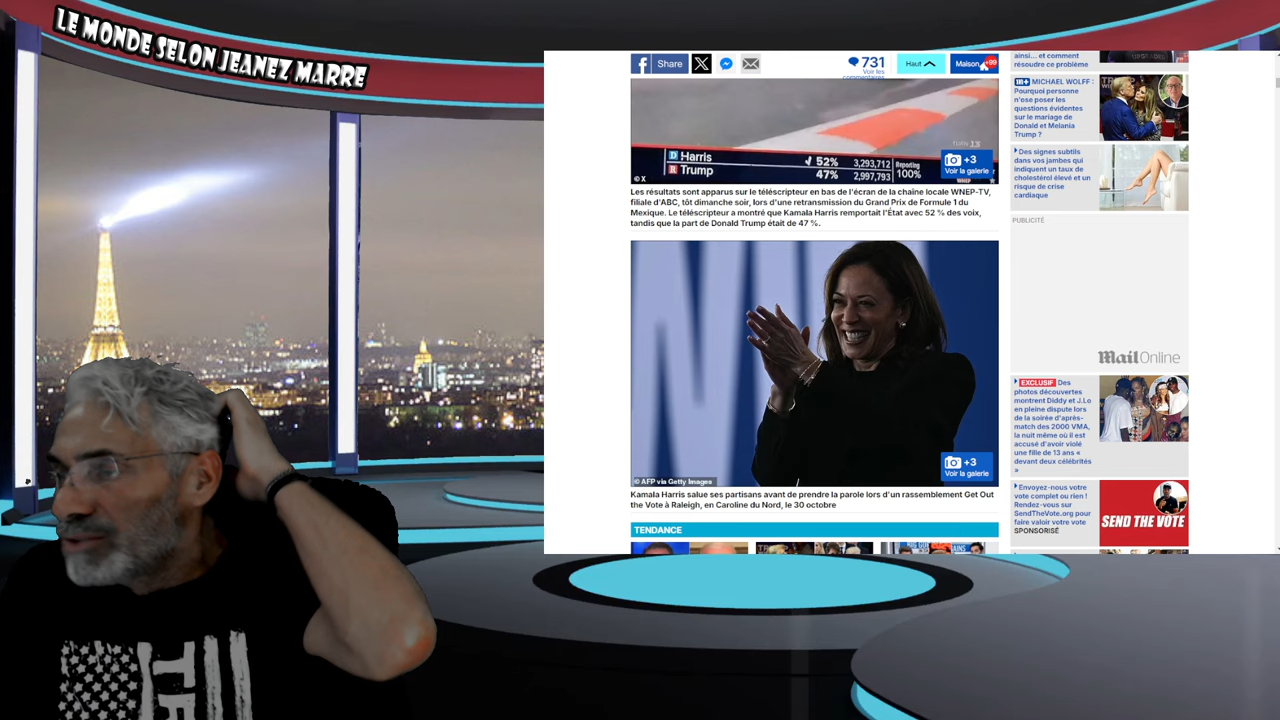 LE MONDE SELON JEANEZ MARRE
Share
731
Voir les
commentaires
Haut
Maison
+99
TURN 13
D Harris
52%
3,293,712
Reporting
R Trump
47%
2,997,793
100%
+3
Voir la galerie
© X
Les résultats sont apparus sur le téléscripteur en bas de l'écran de la chaîne locale WNEP-TV,
filiale d'ABC, tôt dimanche soir, lors d'une retransmission du Grand Prix de Formule 1 du
Mexique. Le téléscripteur a montré que Kamala Harris remportait l'État avec 52 % des voix,
tandis que la part de Donald Trump était de 47 %.
+3
Voir la galerie
© AFP via Getty Images
Kamala Harris salue ses partisans avant de prendre la parole lors d'un rassemblement Get Out
the Vote à Raleigh, en Caroline du Nord, le 30 octobre
TENDANCE
ainsi... et comment
résoudre ce problème
18+ MICHAEL WOLFF :
Pourquoi personne
n'ese poser les
questions évidentes
sur le mariage de
Donald et Melania
Trump ?
Des signes subtils
dans vos jambes qui
indiquent un taux de
cholestérol élevé et un
risque de crise
cardiaque
PUBLICITÉ
MailOnline
EXCLUSIF Des
photos découvertes
montrent Diddy et J.Lo
en pleine dispute lors
de la soirée d'après-
match des 2000 VMA,
la nuit même où il est
accusé d'avoir violé
une fille de 13 ans «
devant deux célébrités
»
Envoyez-nous votre
vote complet ou rien !
Rendez-vous sur
SendTheVote.org pour
faire valoir votre vote
SPONSORISÉ
SEND THE VOTE